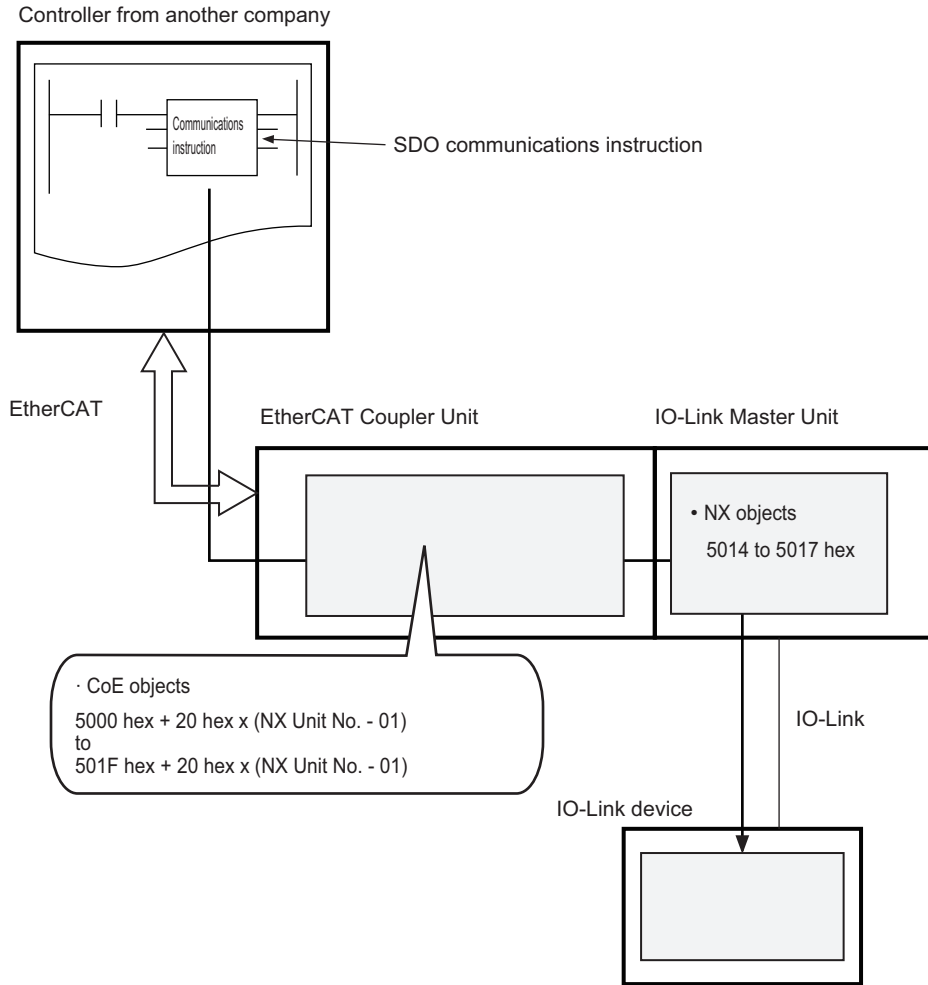 Controller from another company
Communications
instruction
SDO communications instruction
EtherCAT
EtherCAT Coupler Unit
IO-Link Master Unit
• NX objects
5014 to 5017 hex
· CoE objects
5000 hex + 20 hex x (NX Unit No. - 01)
to
501F hex + 20 hex x (NX Unit No. - 01)
IO-Link
IO-Link device